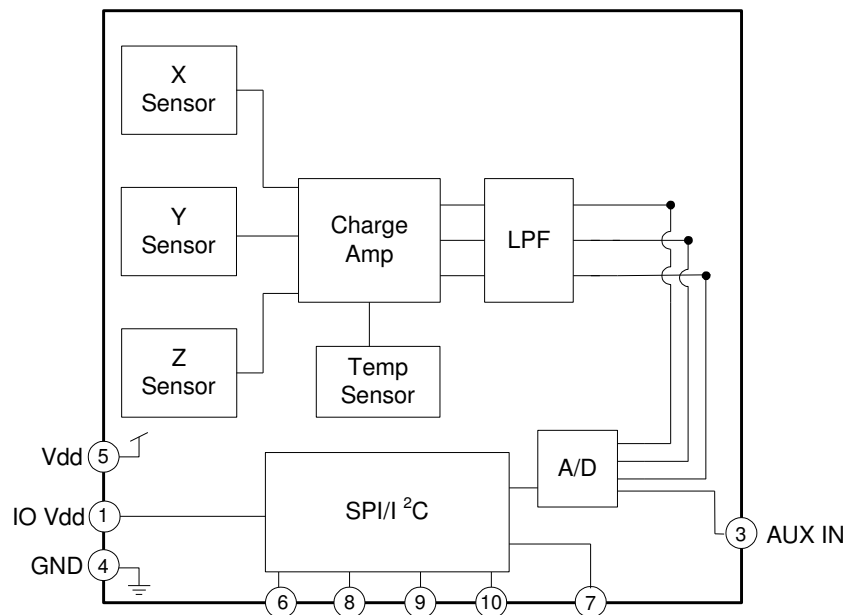 X
Sensor
Y
Sensor
Charge
Amp
LPF
Z
Sensor
Temp
Sensor
Vdd 5
A/D
IO Vdd 1
SPI/I ²C
3 AUX IN
GND 4
6 8 9 10 7